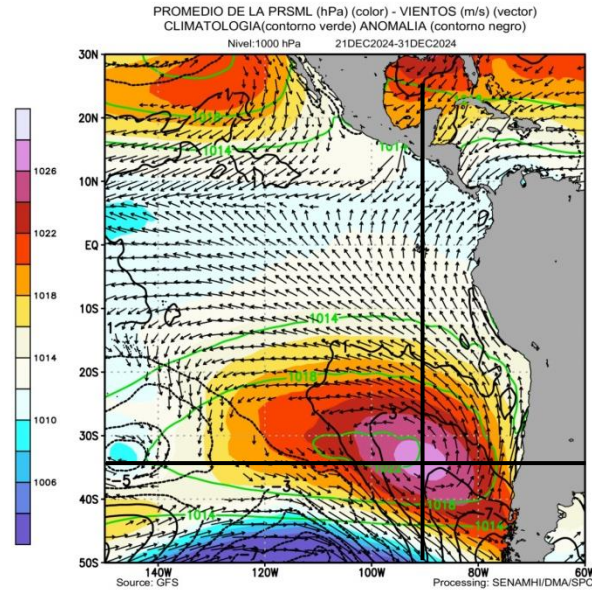 PROMEDIO DE LA PRSML (hPa) (color) - VIENTOS (m/s) (vector)
CLIMATOLOGIA(contorno verde) ANOMALIA (contorno negro)
Nivel:1000 hPa 21DEC2024-31DEC2024
30N
20N
10N
EQ
10S
20S
30S
40S
50S
140W 120W 100W 80W 60W
1026
1022
1018
1014
1010
1006
1018
1014
1014
1014
1018
1018
1014
1
3
-5
-3
7
Source: GFS Processing: SENAMHI/DMA/SPC